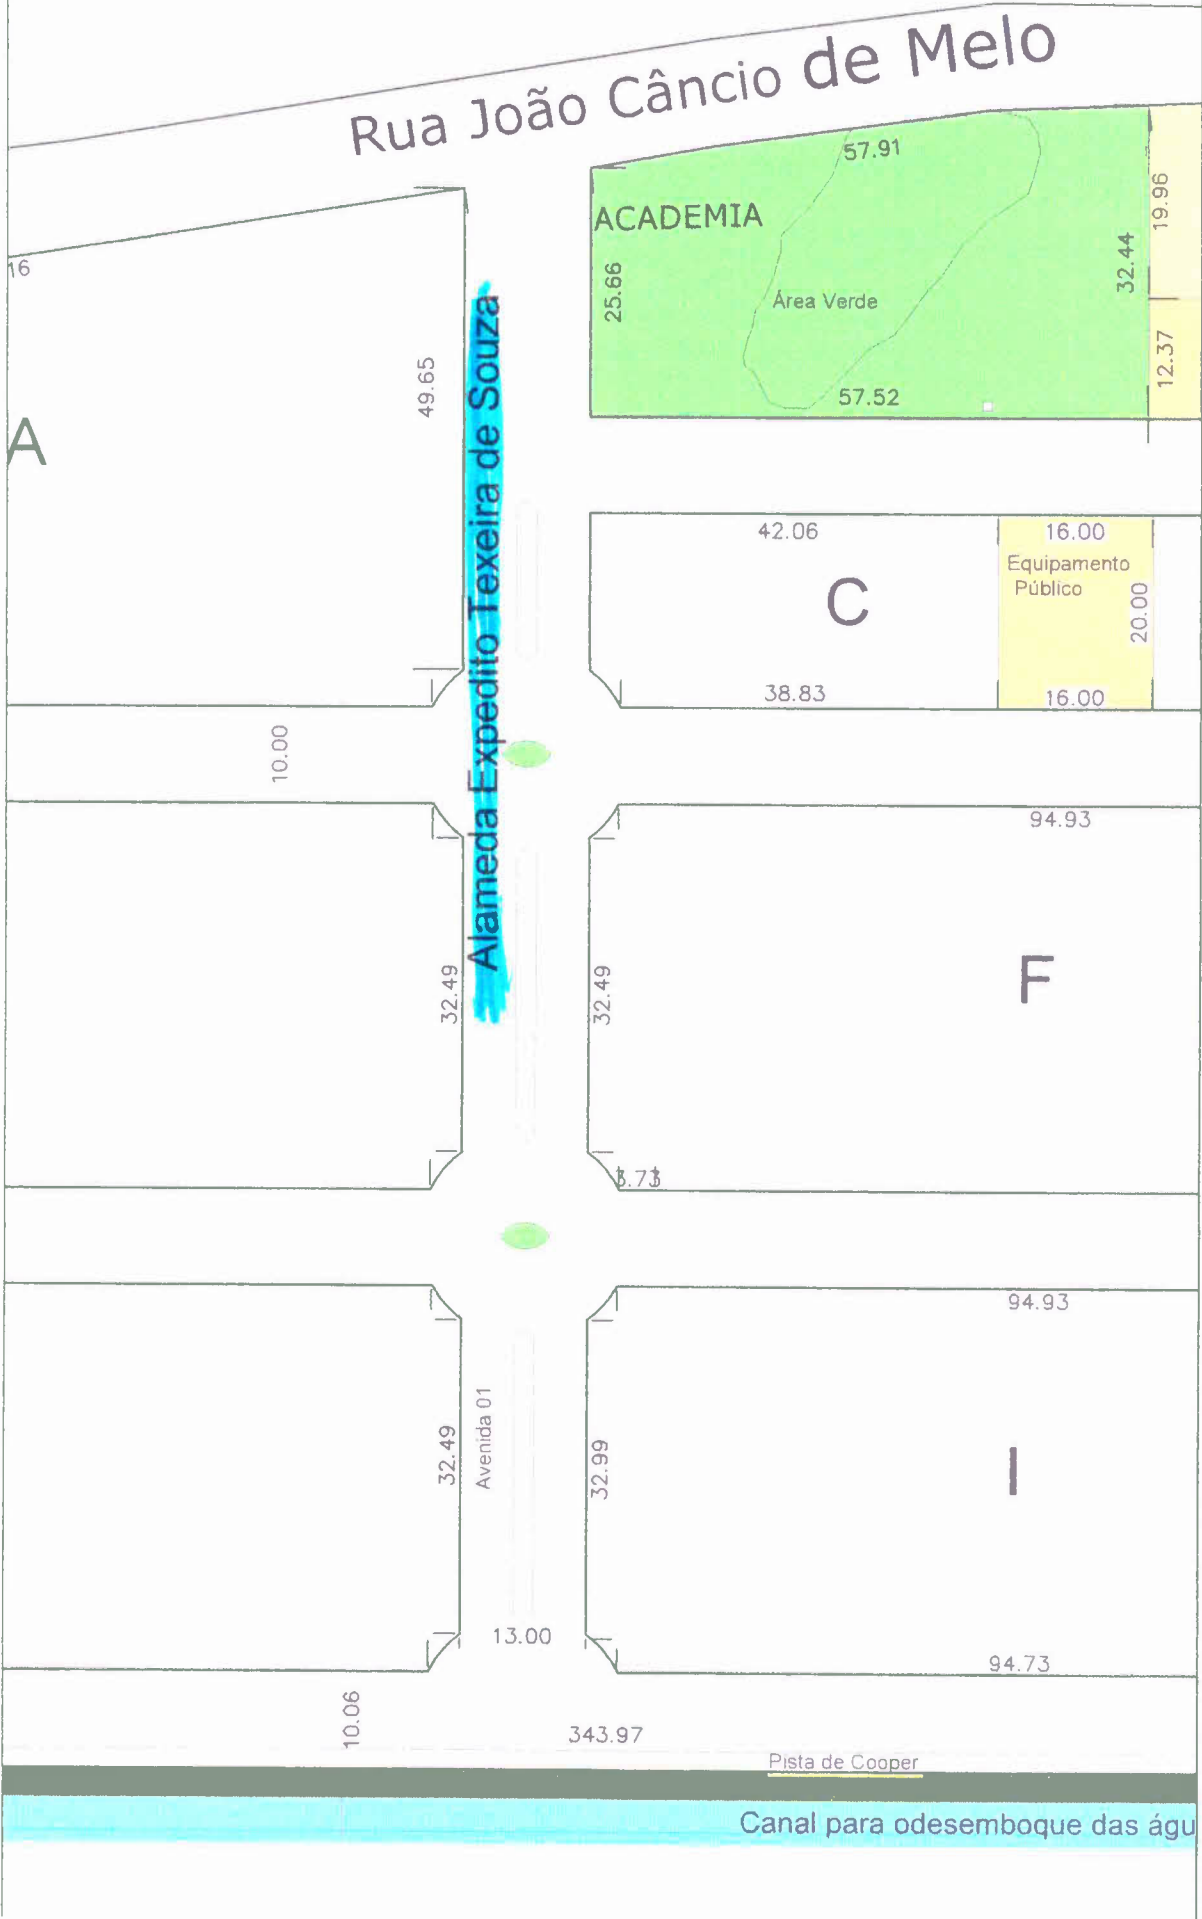 Rua João Câncio de Melo
57.91
19.96
ACADEMIA
16
25.66
32.44
Área Verde
49.65
12.37
57.52
A
Alameda Expedito Texeira de Souza
42.06
16.00
Equipamento
Público
C
20.00
38.83
16.00
10.00
94.93
32.49
32.49
F
3.73
94.93
Avenida 01
32.49
32.99
I
13.00
94.73
10.06
343.97
Pista de Cooper
Canal para odesemboque das águ